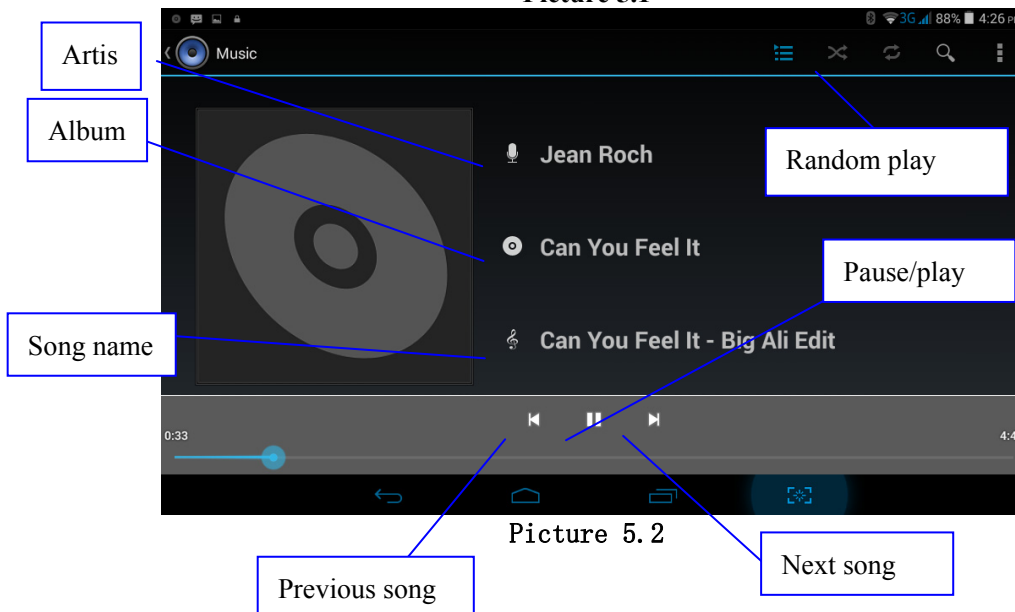 Picture 5.1
3G 88% 4:26 P
Music
Artis
Album
Jean Roch
Random play
Can You Feel It
Pause/play
Song name
Can You Feel It - Big Ali Edit
0:33
4:4
Picture 5.2
Next song
Previous song